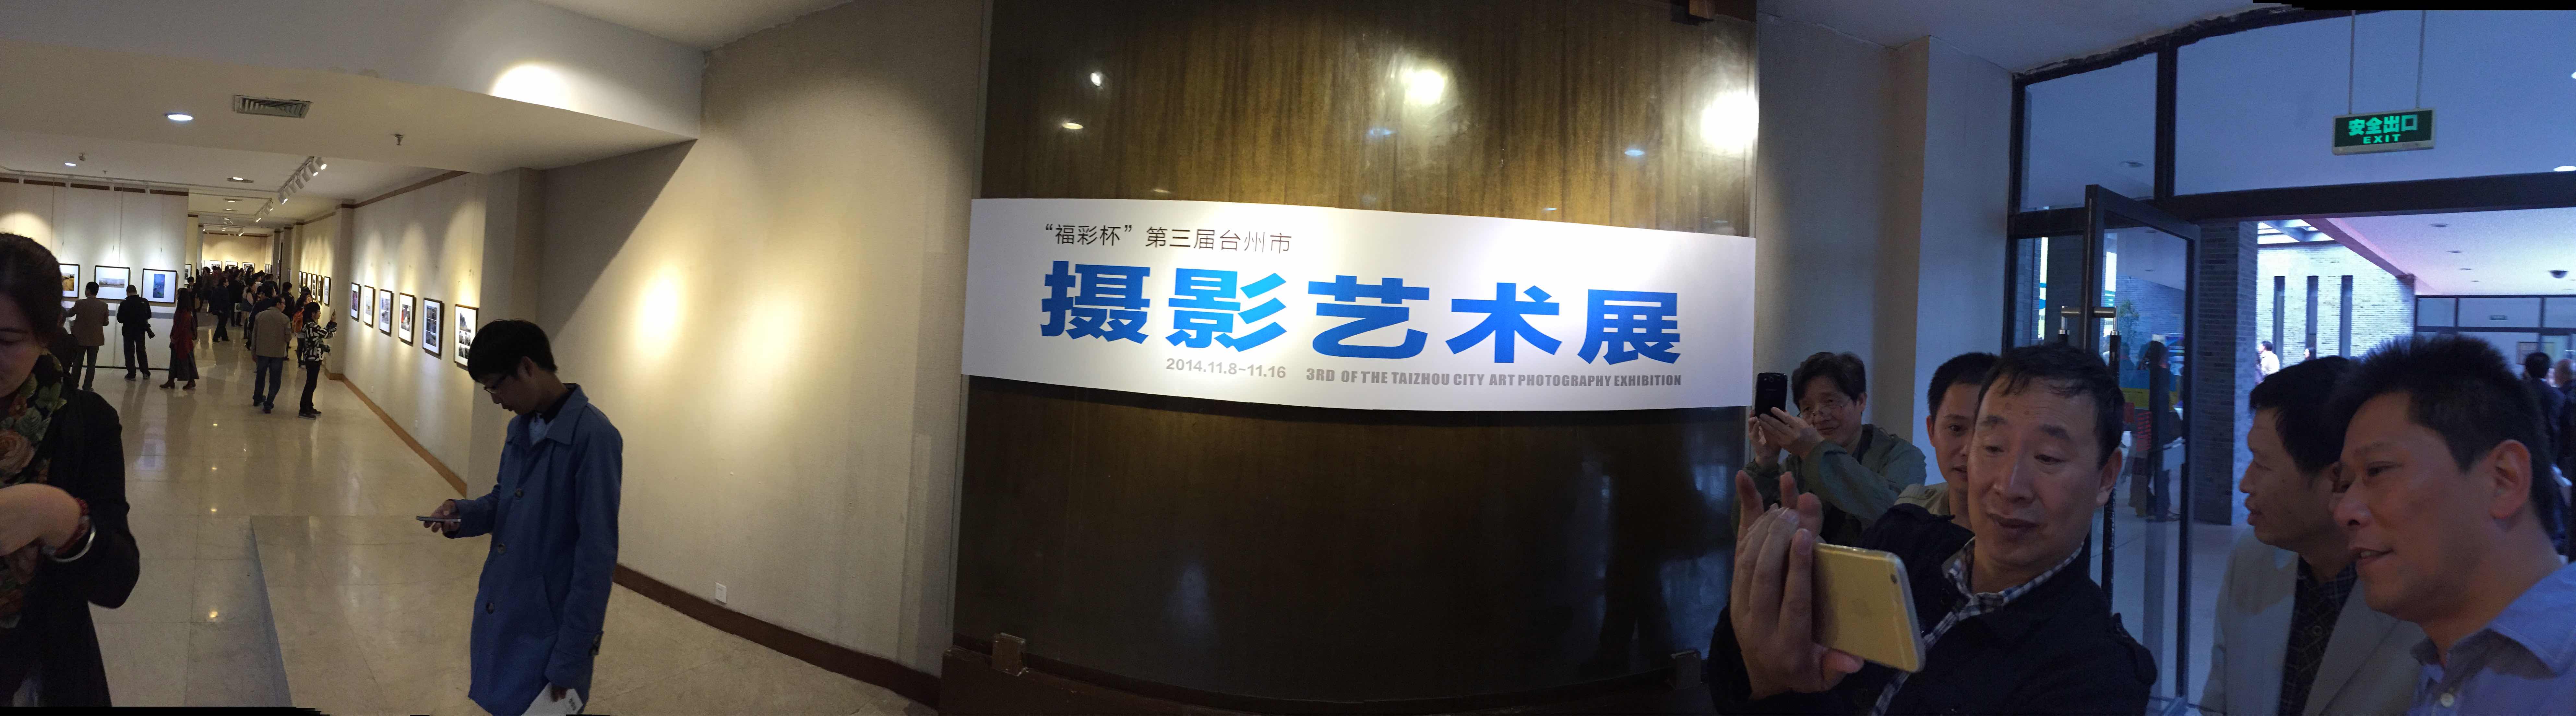 “福彩杯”第三届台州市
摄影艺术展
2014.11.8-11.16 3RD OF THE TAIZHOU CITY ART PHOTOGRAPHY EXHIBITION
安全出口
EXIT